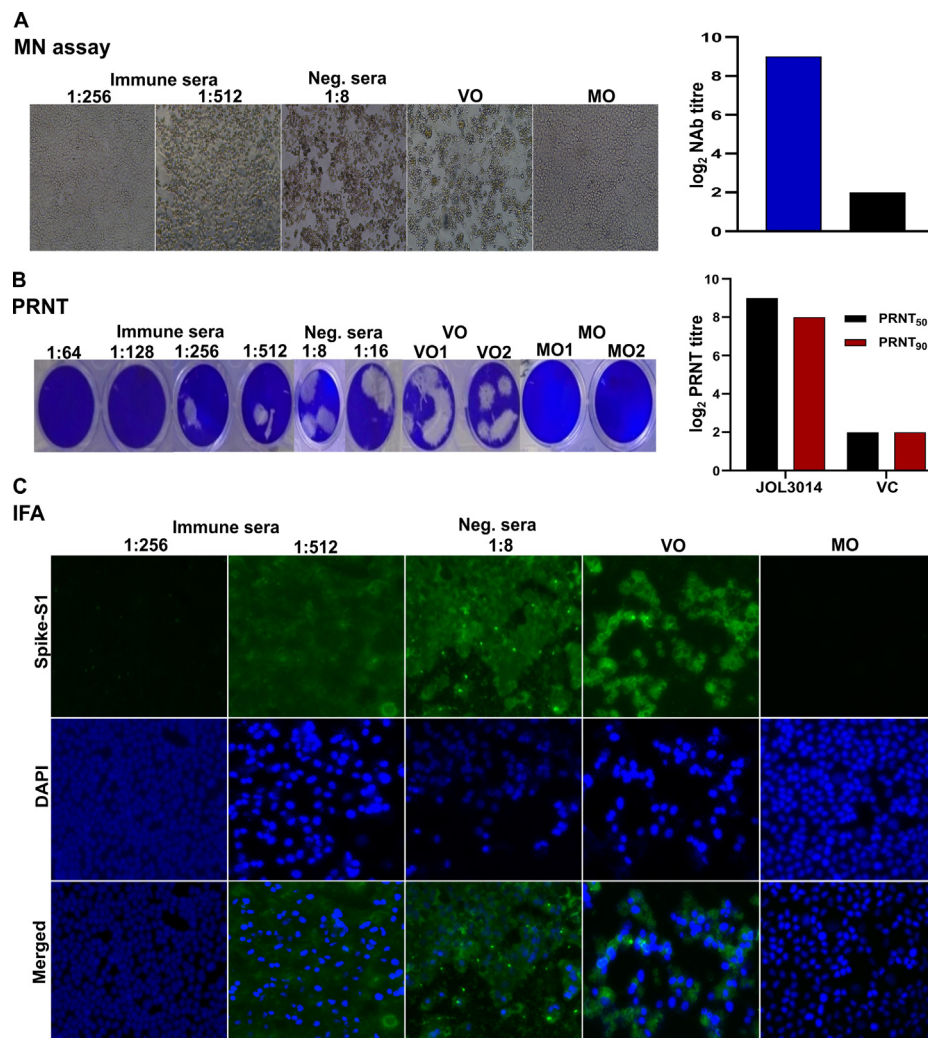 A
MN assay
Immune sera
Neg. sera
1:256 1:512 1:8 VO MO
10
8
6
4
2
0
log2 NAb titre
B
PRNT
Immune sera Neg. sera VO MO
1:64 1:128 1:256 1:512 1:8 1:16 VO1 VO2 MO1 MO2
10
8
6
4
2
0
log2 PRNT titre
PRNT50
PRNT90
JOL3014 VC
C
IFA
Immune sera Neg. sera
1:256 1:512 1:8 VO MO
Spike-S1
DAPI
Merged